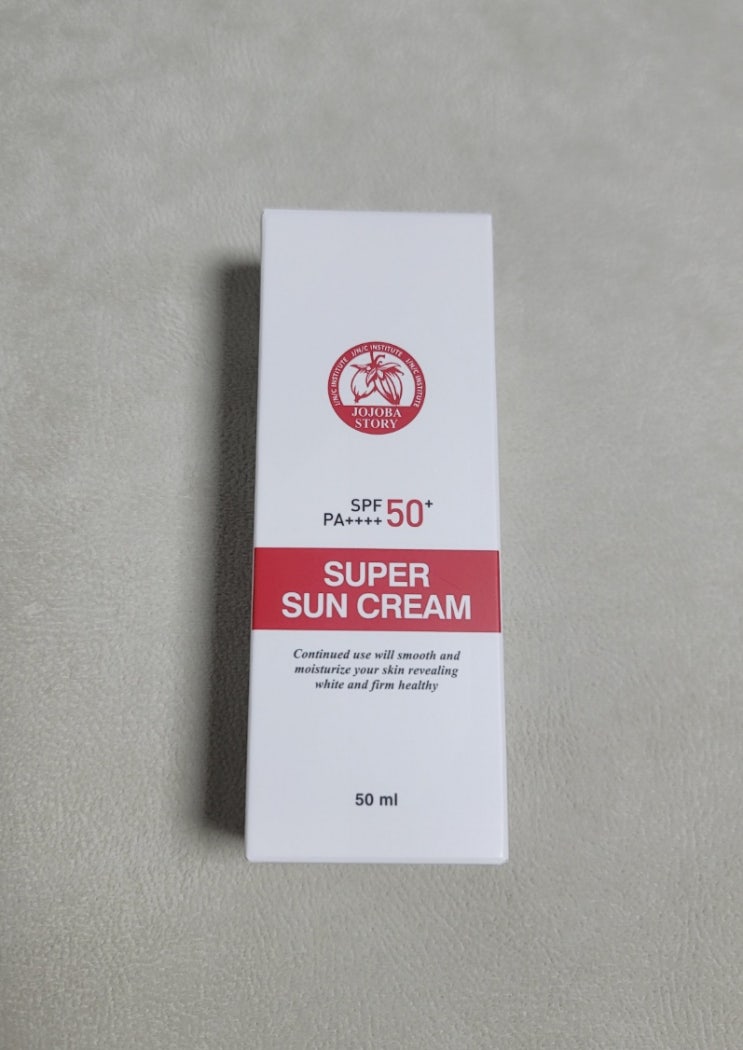 J/N/C INSTITUTE J/N/C INSTITUTE J/N/C INSTITUTE
JOJOBA
STORY
SPF
PA++++ 50+
SUPER
SUN CREAM
Continued use will smooth and
moisturize your skin revealing
white and firm healthy
50 ml